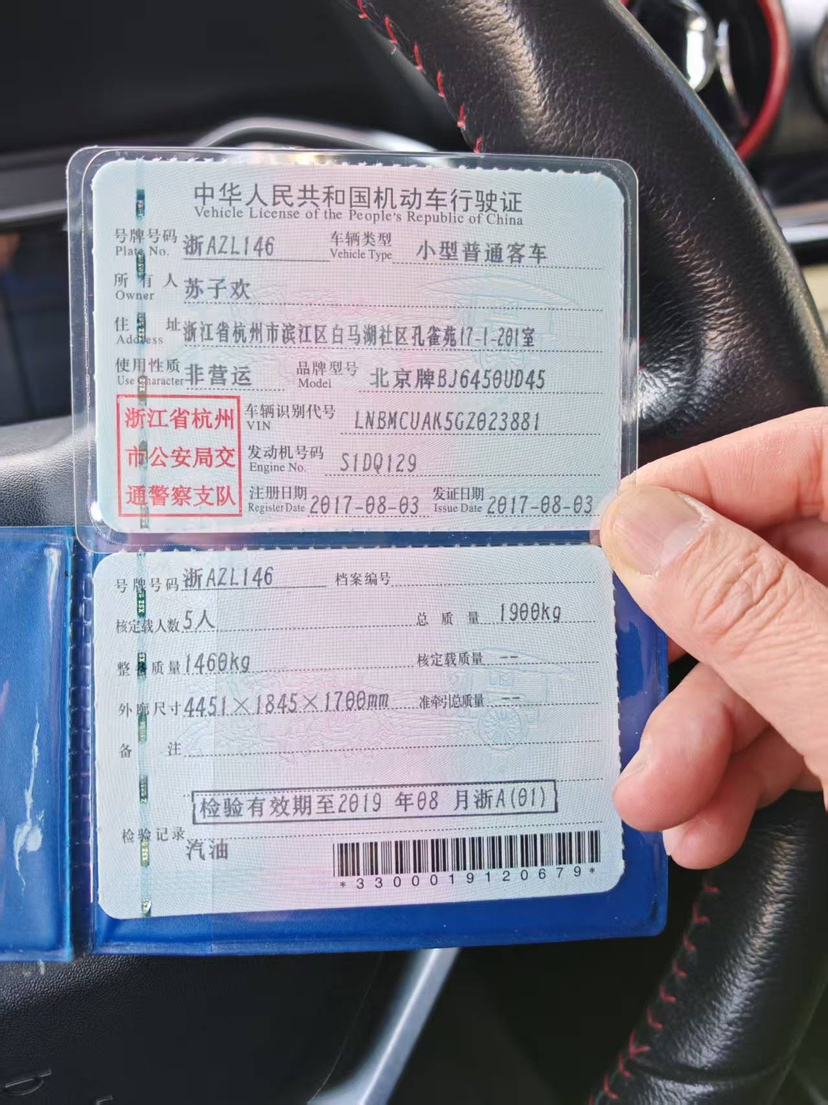 中华人民共和国机动车行驶证
Vehicle License of the People's Republic of China
号牌号码 浙AZL146 车辆类型 小型普通客车
Plate No. Vehicle Type
所有人 苏子欢
Owner
住址 浙江省杭州市滨江区白马湖社区孔雀苑17-1-201室
Address
使用性质 非营运 品牌型号 北京牌BJ6450UD45
Use Character Model
浙江省杭州 车辆识别代号 LNBMCUAK5GZ023881
VIN
市公安局交 发动机号码 S1DQ129
Engine No.
通警察支队 注册日期 2017-08-03 发证日期 2017-08-03
Register Date Issue Date
号牌号码 浙AZL146 档案编号
核定载人数 5人 总质量 1900kg
整备质量 1460kg 核定载质量 --
外廓尺寸 4451×1845×1700mm 准牵引总质量 --
备注
检验有效期至2019 年08 月浙A(01)
检验记录
汽油
*3300019120679*